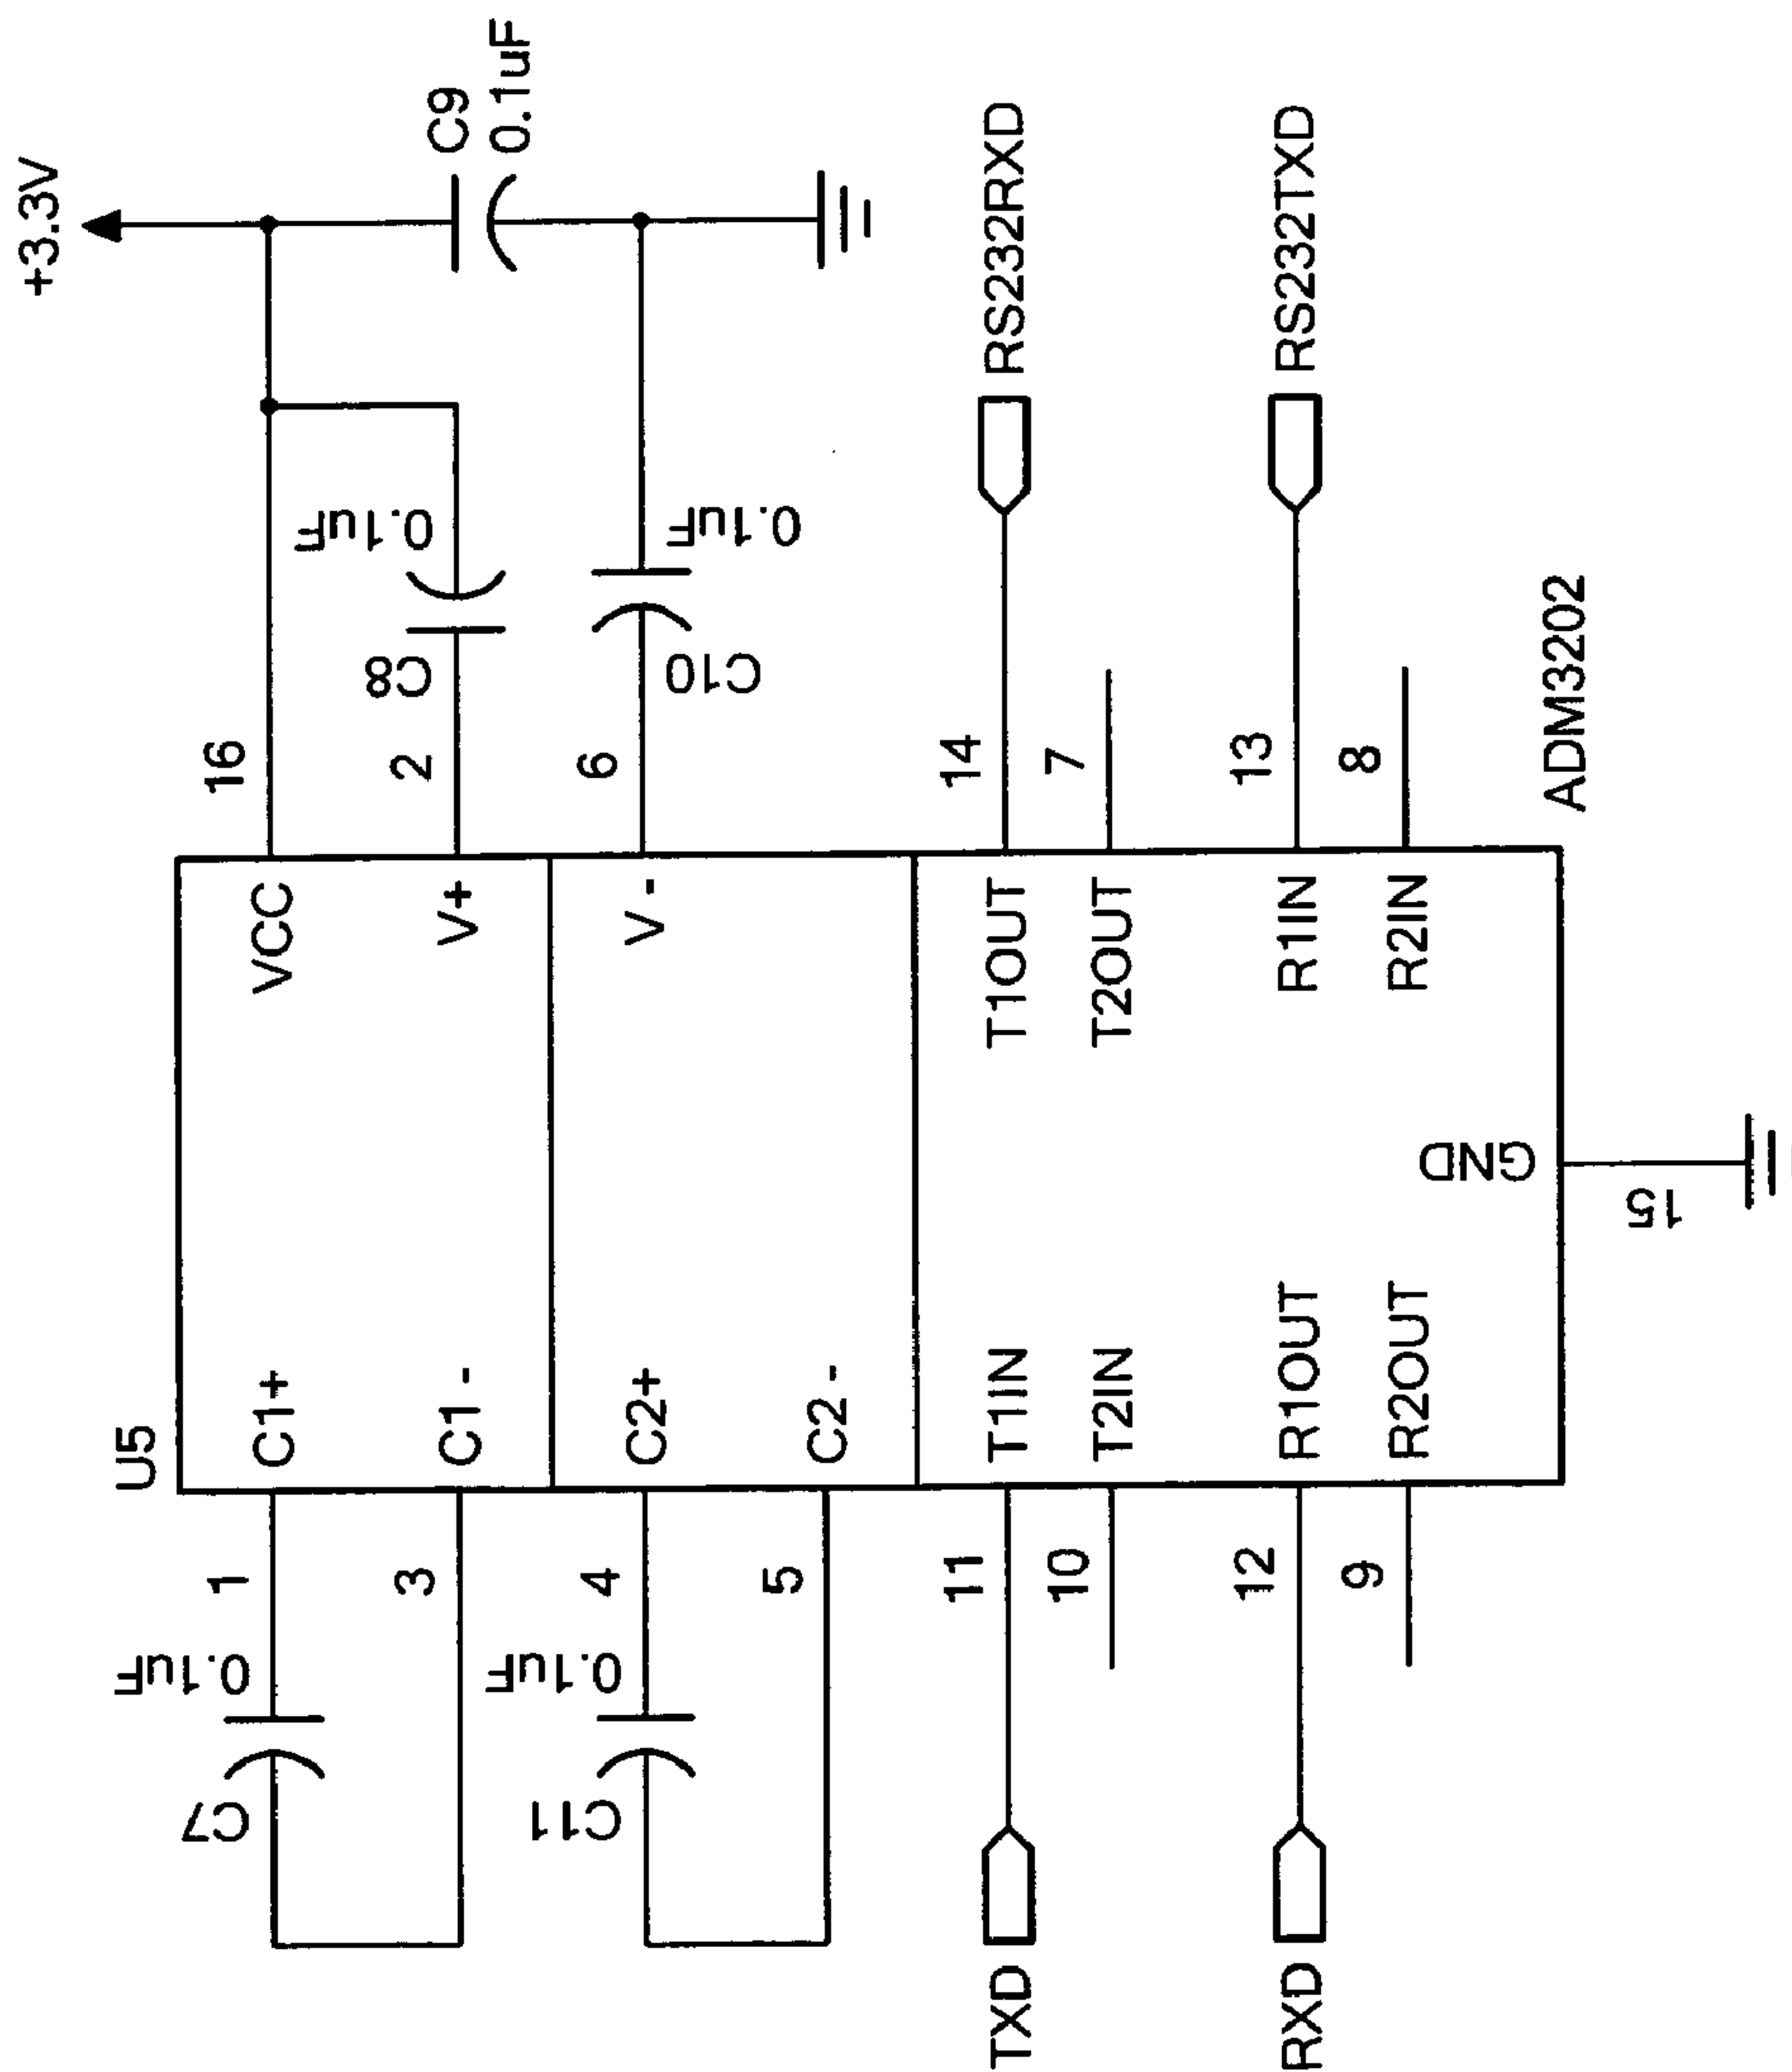 +3.3V
C9
0.1uF
U5
C7
0.1uF
1
C1+
VCC
16
3
C1 -
V+
2
C8
0.1uF
C11
0.1uF
4
C2+
V -
6
C10
0.1uF
5
C2 -
TXD
11
T1IN
T1OUT
14
RS232RXD
10
T2IN
T2OUT
7
RXD
12
R1OUT
R1IN
13
RS232TXD
9
R2OUT
R2IN
8
GND
15
ADM3202